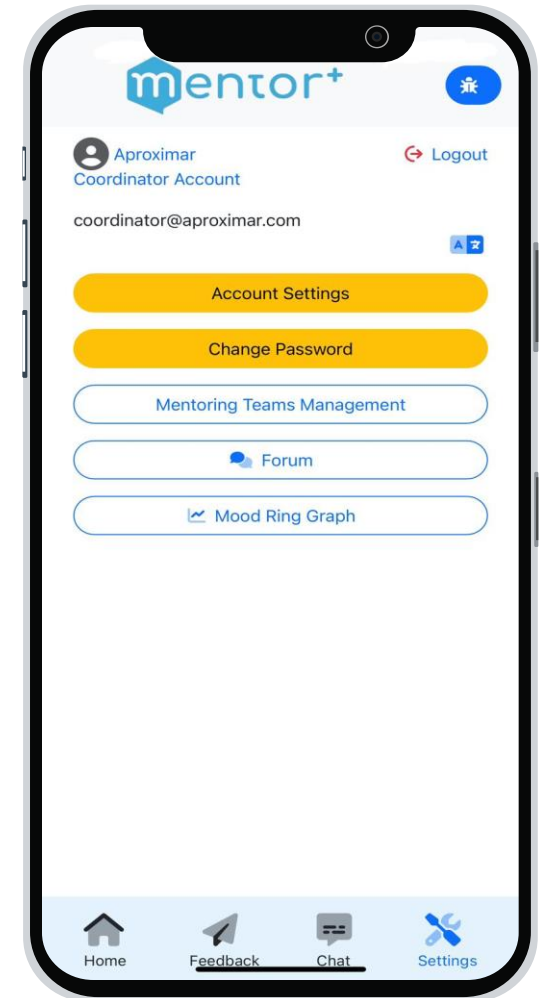 mentor+
Aproximar
Logout
Coordinator Account
coordinator@aproximar.com
A
Account Settings
Change Password
Mentoring Teams Management
Forum
Mood Ring Graph
Home Feedback Chat Settings